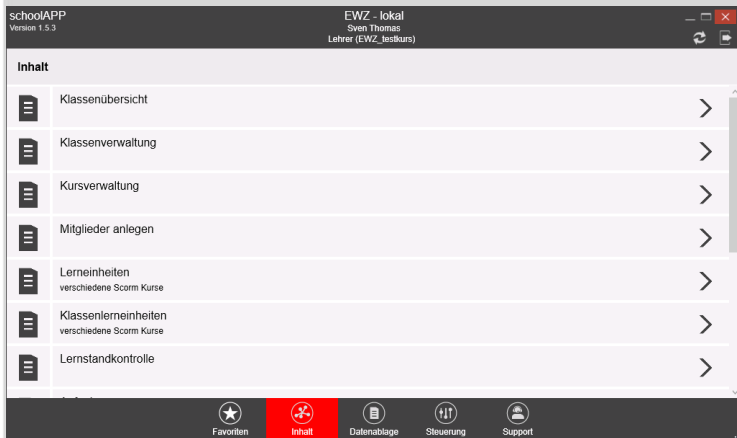 schoolAPP
Version 1.5.3
EWZ - lokal
Sven Thomas
Lehrer (EWZ_testkurs)
Inhalt
Klassenübersicht
Klassenverwaltung
Kursverwaltung
Mitglieder anlegen
Lerneinheiten
verschiedene Scorm Kurse
Klassenlerneinheiten
verschiedene Scorm Kurse
Lernstandkontrolle
Favoriten Inhalt Datenablage Steuerung Support